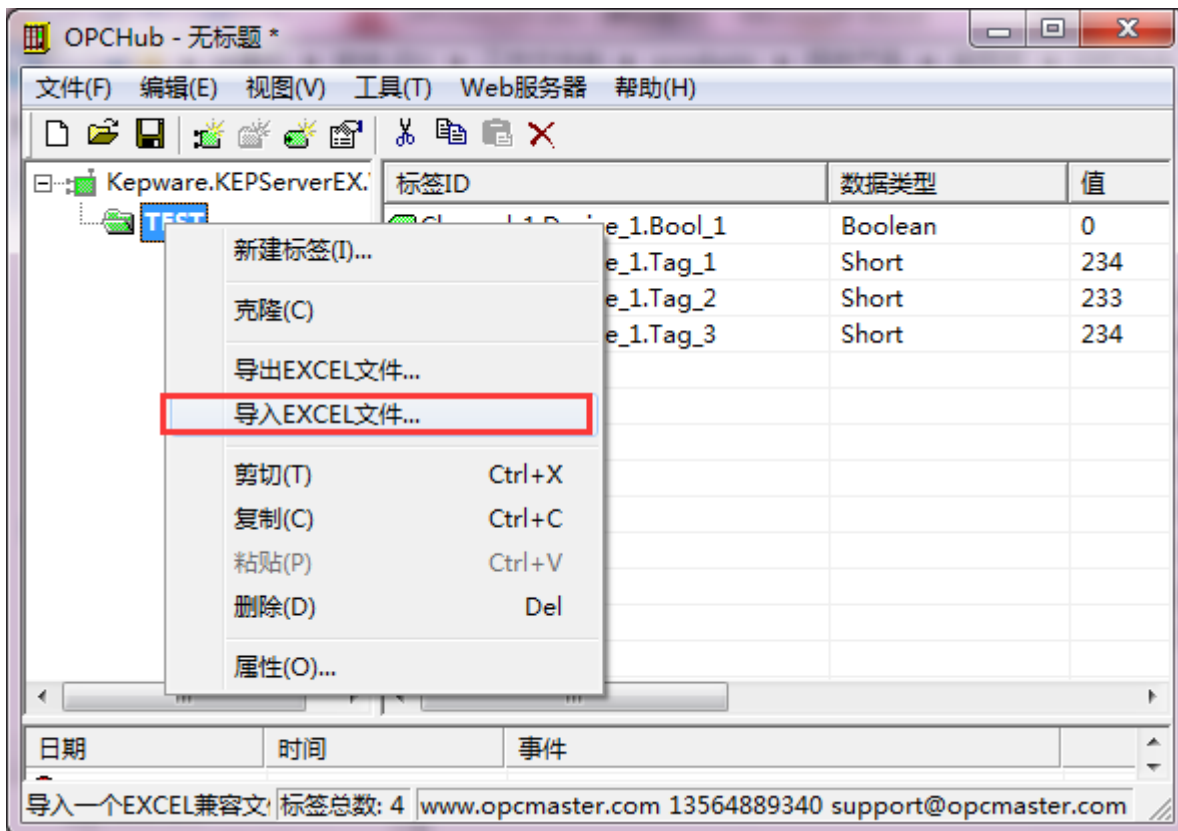 OPCHub - 无标题 *
文件(F) 编辑(E) 视图(V) 工具(T) Web服务器 帮助(H)
Kepware.KEPServerEX. 标签ID 数据类型 值
TEST e_1.Bool_1 Boolean 0
新建标签(I)... e_1.Tag_1 Short 234
e_1.Tag_2 Short 233
克隆(C) e_1.Tag_3 Short 234
导出EXCEL文件...
导入EXCEL文件...
剪切(T) Ctrl+X
复制(C) Ctrl+C
粘贴(P) Ctrl+V
删除(D) Del
属性(O)...
日期 时间 事件
导入一个EXCEL兼容文 标签总数: 4 www.opcmaster.com 13564889340 support@opcmaster.com